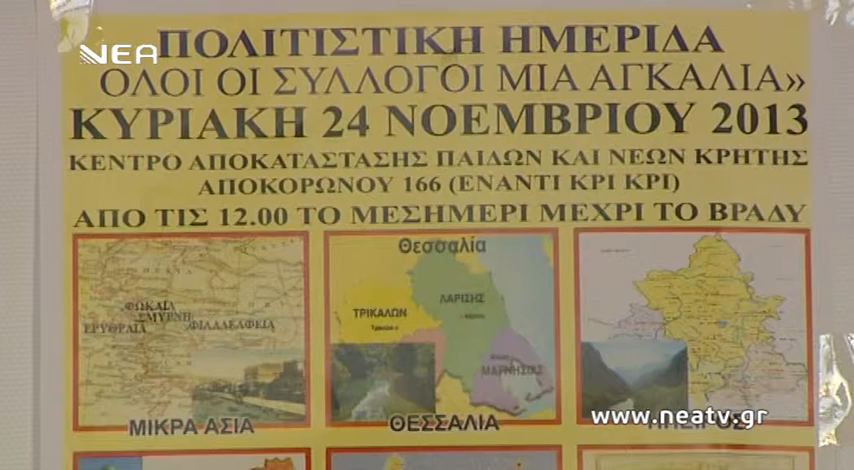 NEA
ΠΟΛΙΤΙΣΤΙΚΗ ΗΜΕΡΙΔΑ
ΟΛΟΙ ΟΙ ΣΥΛΛΟΓΟΙ ΜΙΑ ΑΓΚΑΛΙΑ»
ΚΥΡΙΑΚΗ 24 ΝΟΕΜΒΡΙΟΥ 2013
ΚΕΝΤΡΟ ΑΠΟΚΑΤΑΣΤΑΣΗΣ ΠΑΙΔΩΝ ΚΑΙ ΝΕΩΝ ΚΡΗΤΗΣ
ΑΠΟΚΟΡΩΝΟΥ 166 (ΕΝΑΝΤΙ ΚΡΙ ΚΡΙ)
ΑΠΟ ΤΙΣ 12.00 ΤΟ ΜΕΣΗΜΕΡΙ ΜΕΧΡΙ ΤΟ ΒΡΑΔΥ
Θεσσαλία
ΦΩΚΑΙΑ
ΣΜΥΡΝΗ
ΕΡΥΘΡΑΙΑ
ΦΙΛΑΔΕΛΦΕΙΑ
ΛΑΡΙΣΗΣ
ΤΡΙΚΑΛΩΝ
ΜΑΓΝΗΣΙΑΣ
www.neatv.gr
ΜΙΚΡΑ ΑΣΙΑ
ΘΕΣΣΑΛΙΑ